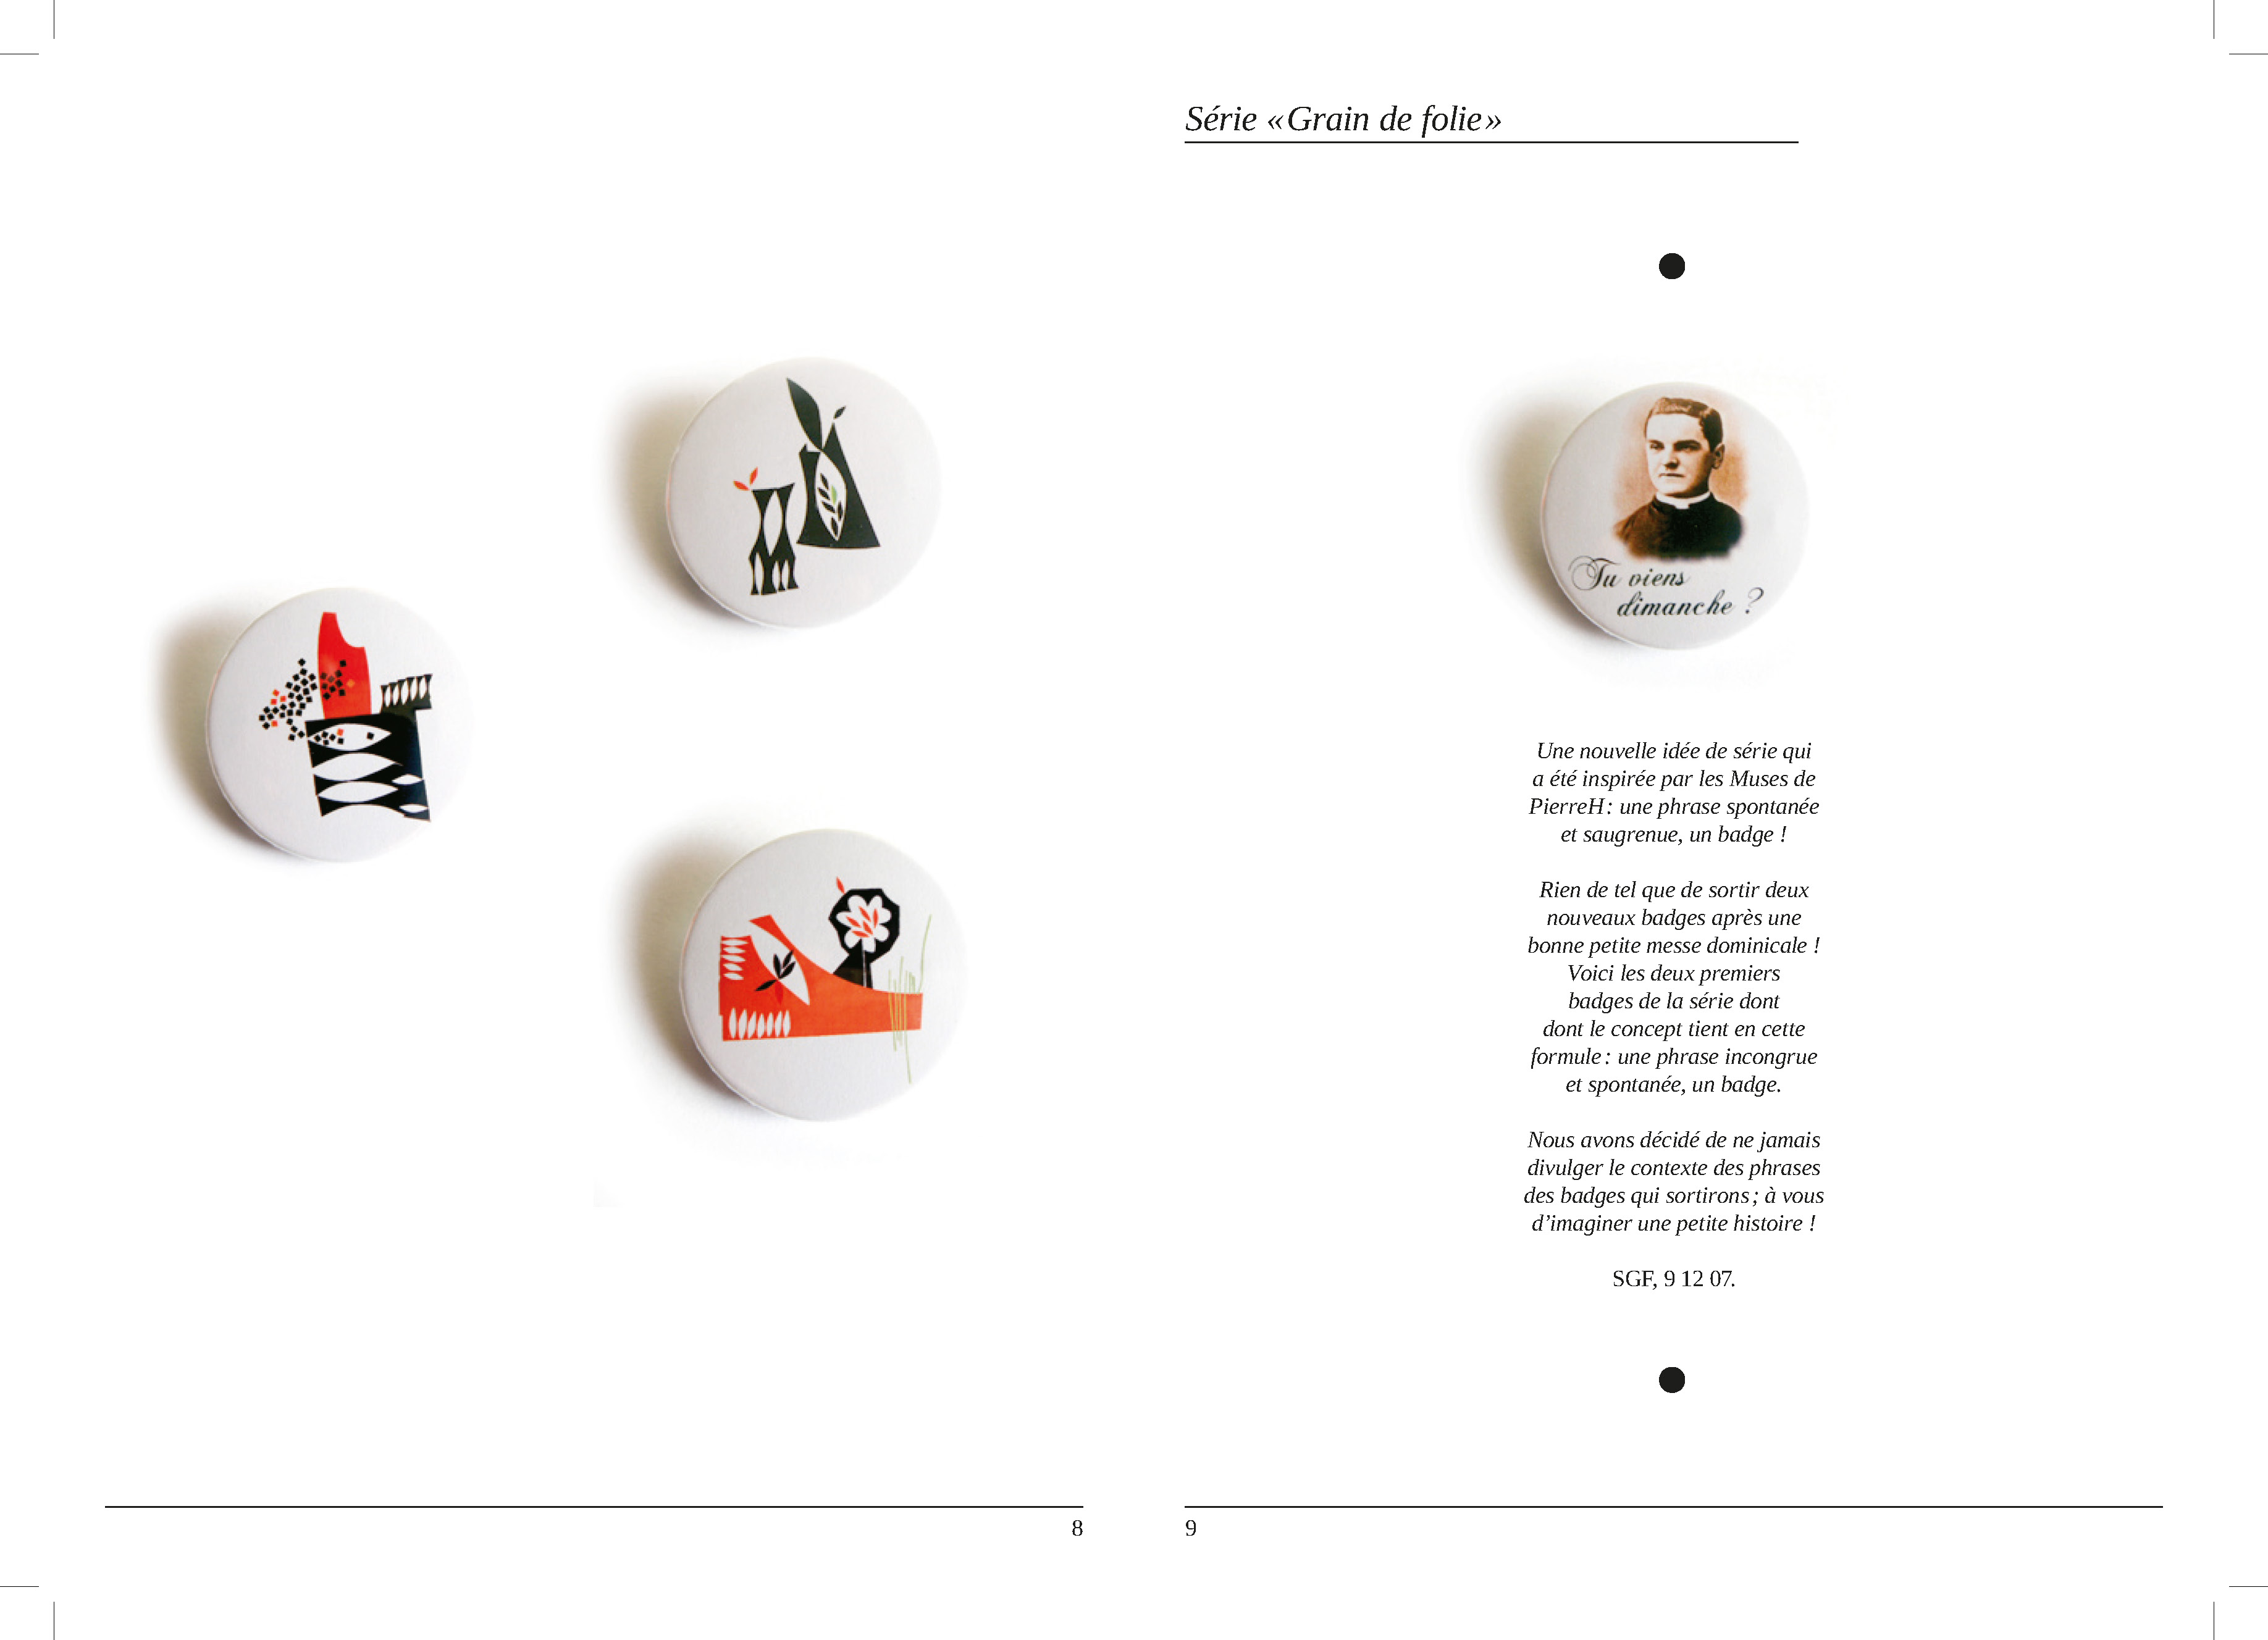 Série «Grain de folie»
Tu viens
dimanche ?
Une nouvelle idée de série qui
a été inspirée par les Muses de
PierreH : une phrase spontanée
et saugrenue, un badge !
Rien de tel que de sortir deux
nouveaux badges après une
bonne petite messe dominicale !
Voici les deux premiers
badges de la série dont
dont le concept tient en cette
formule : une phrase incongrue
et spontanée, un badge.
Nous avons décidé de ne jamais
divulger le contexte des phrases
des badges qui sortirons ; à vous
d’imaginer une petite histoire !
SGF, 9 12 07.
8
9